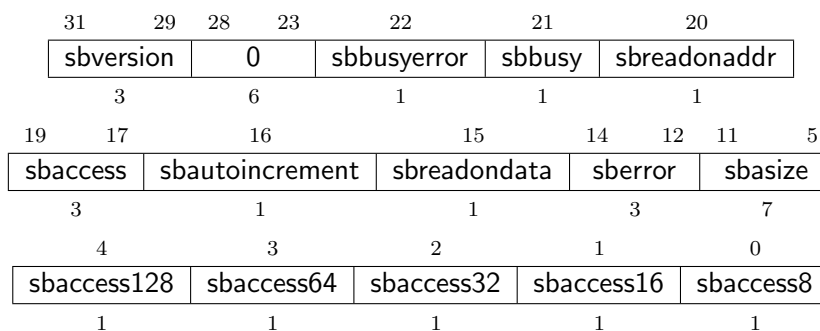 31 29 28 23 22 21 20
sbversion 0 sbbusyerror sbbusy sbreadonaddr
3 6 1 1 1
19 17 16 15 14 12 11 5
sbaccess sbautoincrement sbreadondata sberror sbasize
3 1 1 3 7
4 3 2 1 0
sbaccess128 sbaccess64 sbaccess32 sbaccess16 sbaccess8
1 1 1 1 1